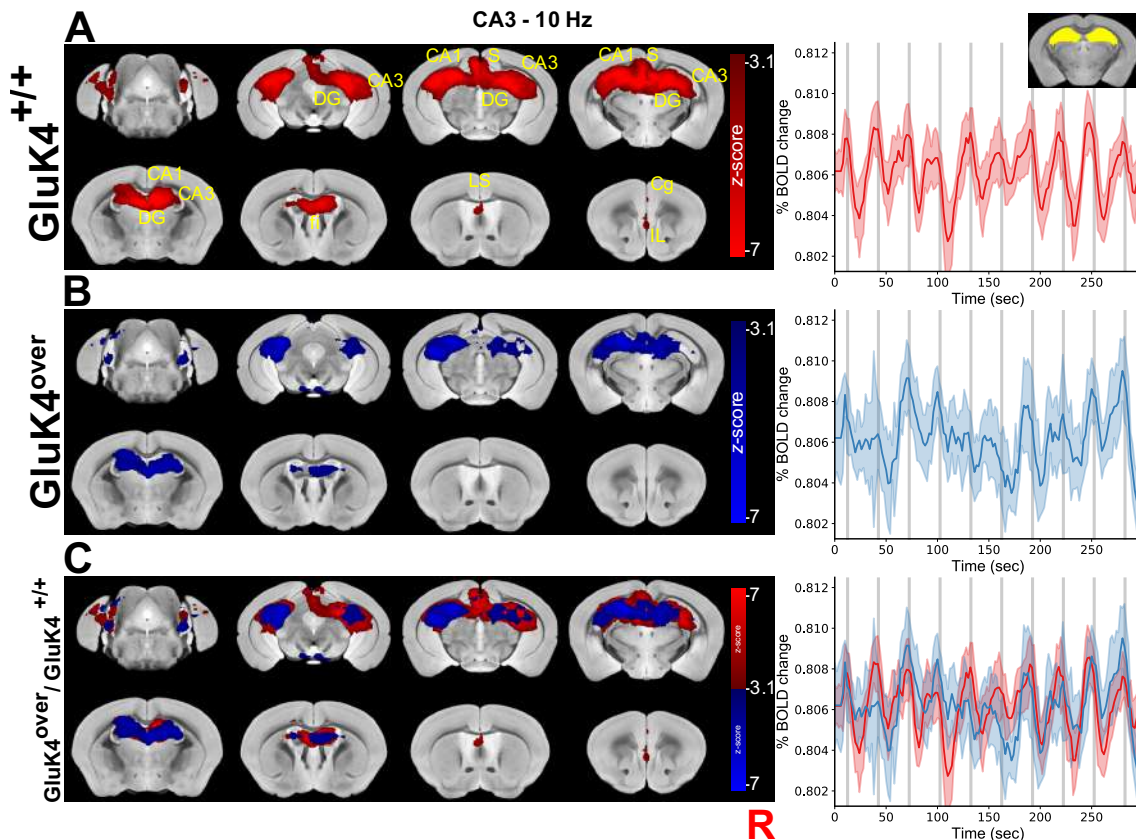 CA3 - 10 Hz
A
GluK4+/+
CA1 S
CA1 S
CA3
CA3
CA3
DG
DG
DG
CA1
CA3
DG
fi
LS
Cg
IL
-3.1
z-score
-7
% BOLD change
0.812
0.810
0.808
0.806
0.804
0.802
0 50 100 150 200 250
Time (sec)
B
GluK4over
-3.1
z-score
-7
% BOLD change
0.812
0.810
0.808
0.806
0.804
0.802
0 50 100 150 200 250
Time (sec)
C
GluK4over/ GluK4 +/+
-7
z-score
-3.1
z-score
-7
R
% BOLD change
0.812
0.810
0.808
0.806
0.804
0.802
0 50 100 150 200 250
Time (sec)